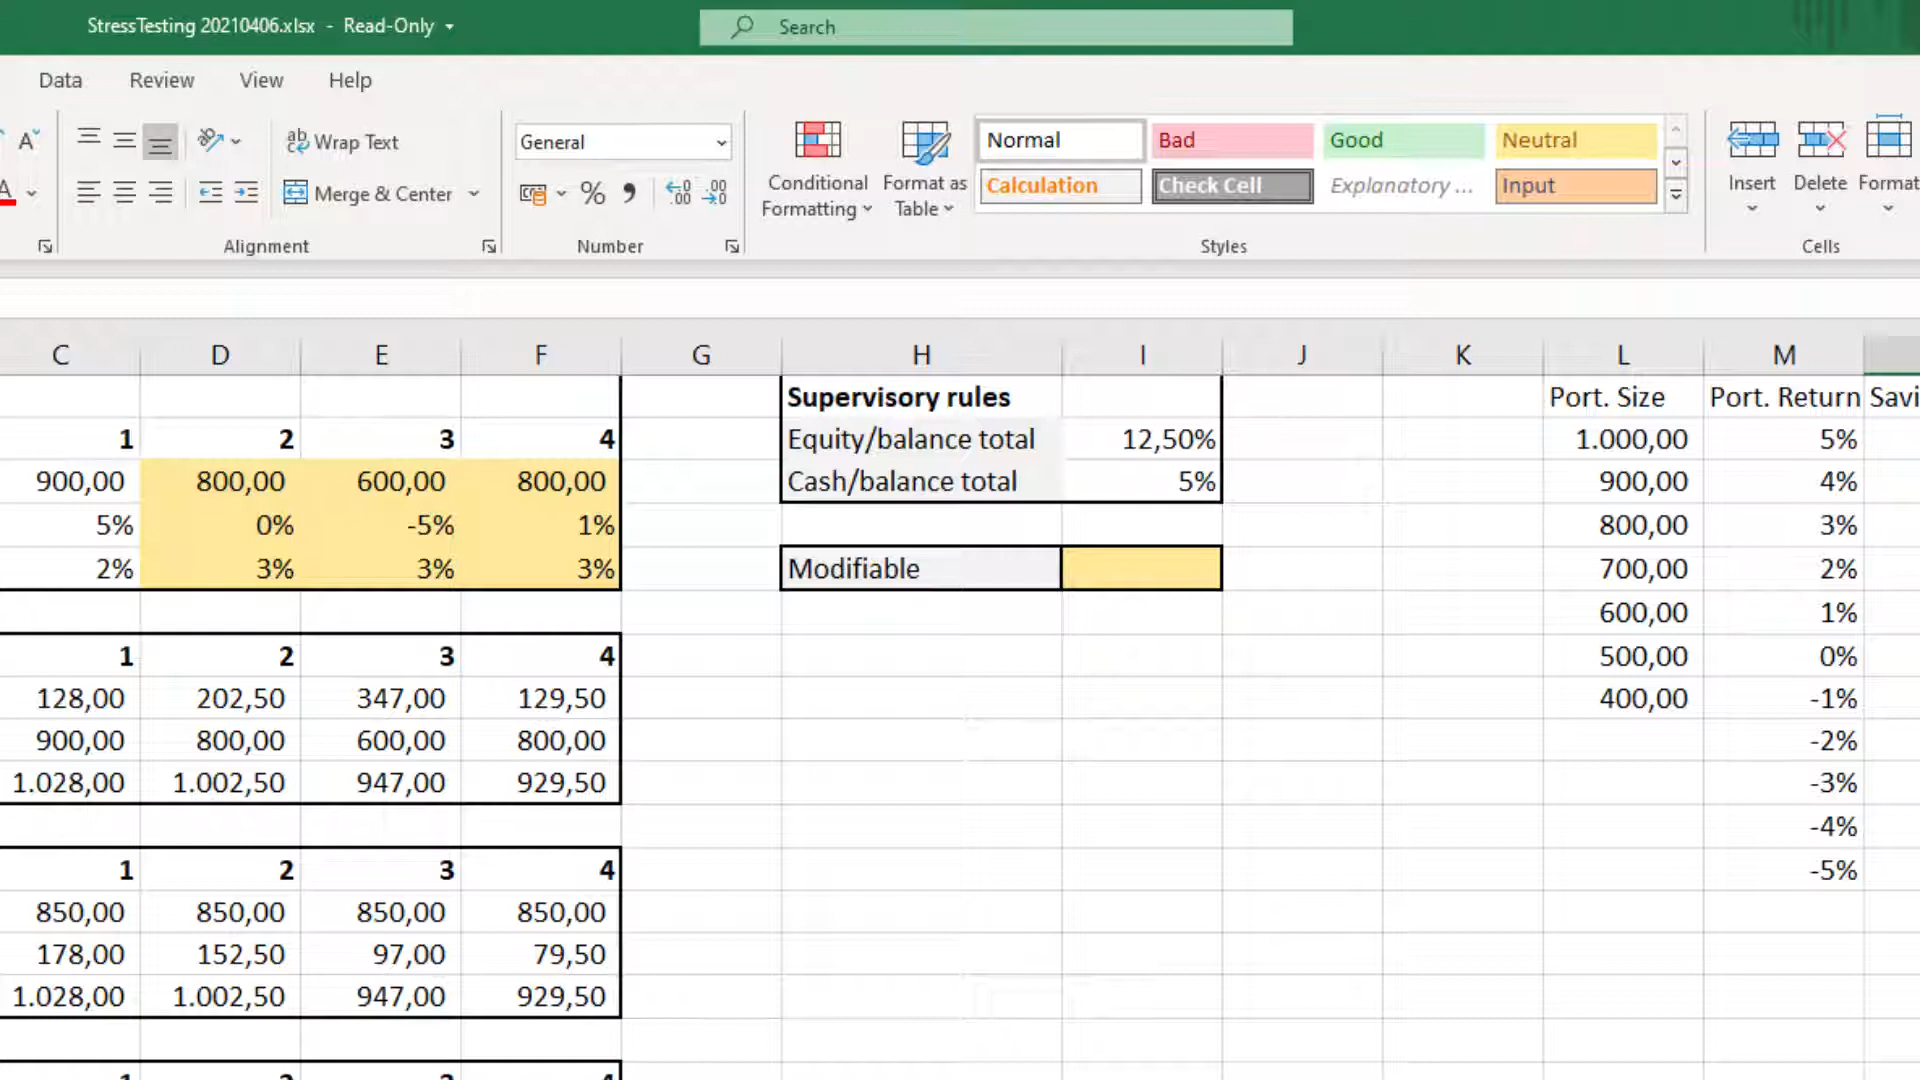 StressTesting 20210406.xlsx - Read-Only
Search
Data Review View Help
Wrap Text
General
Merge & Center
Conditional Formatting
Format as Table
Normal Bad Good Neutral
Calculation Check Cell Explanatory ... Input
Insert Delete Format
Alignment Number Styles Cells
C D E F G H I J K L M
Supervisory rules Port. Size Port. Return Savi
1 2 3 4 Equity/balance total 12,50% 1.000,00 5%
900,00 800,00 600,00 800,00 Cash/balance total 5% 900,00 4%
5% 0% -5% 1% 800,00 3%
2% 3% 3% 3% Modifiable 700,00 2%
600,00 1%
1 2 3 4 500,00 0%
128,00 202,50 347,00 129,50 400,00 -1%
900,00 800,00 600,00 800,00 -2%
1.028,00 1.002,50 947,00 929,50 -3%
-4%
1 2 3 4 -5%
850,00 850,00 850,00 850,00
178,00 152,50 97,00 79,50
1.028,00 1.002,50 947,00 929,50
1 2 3 4